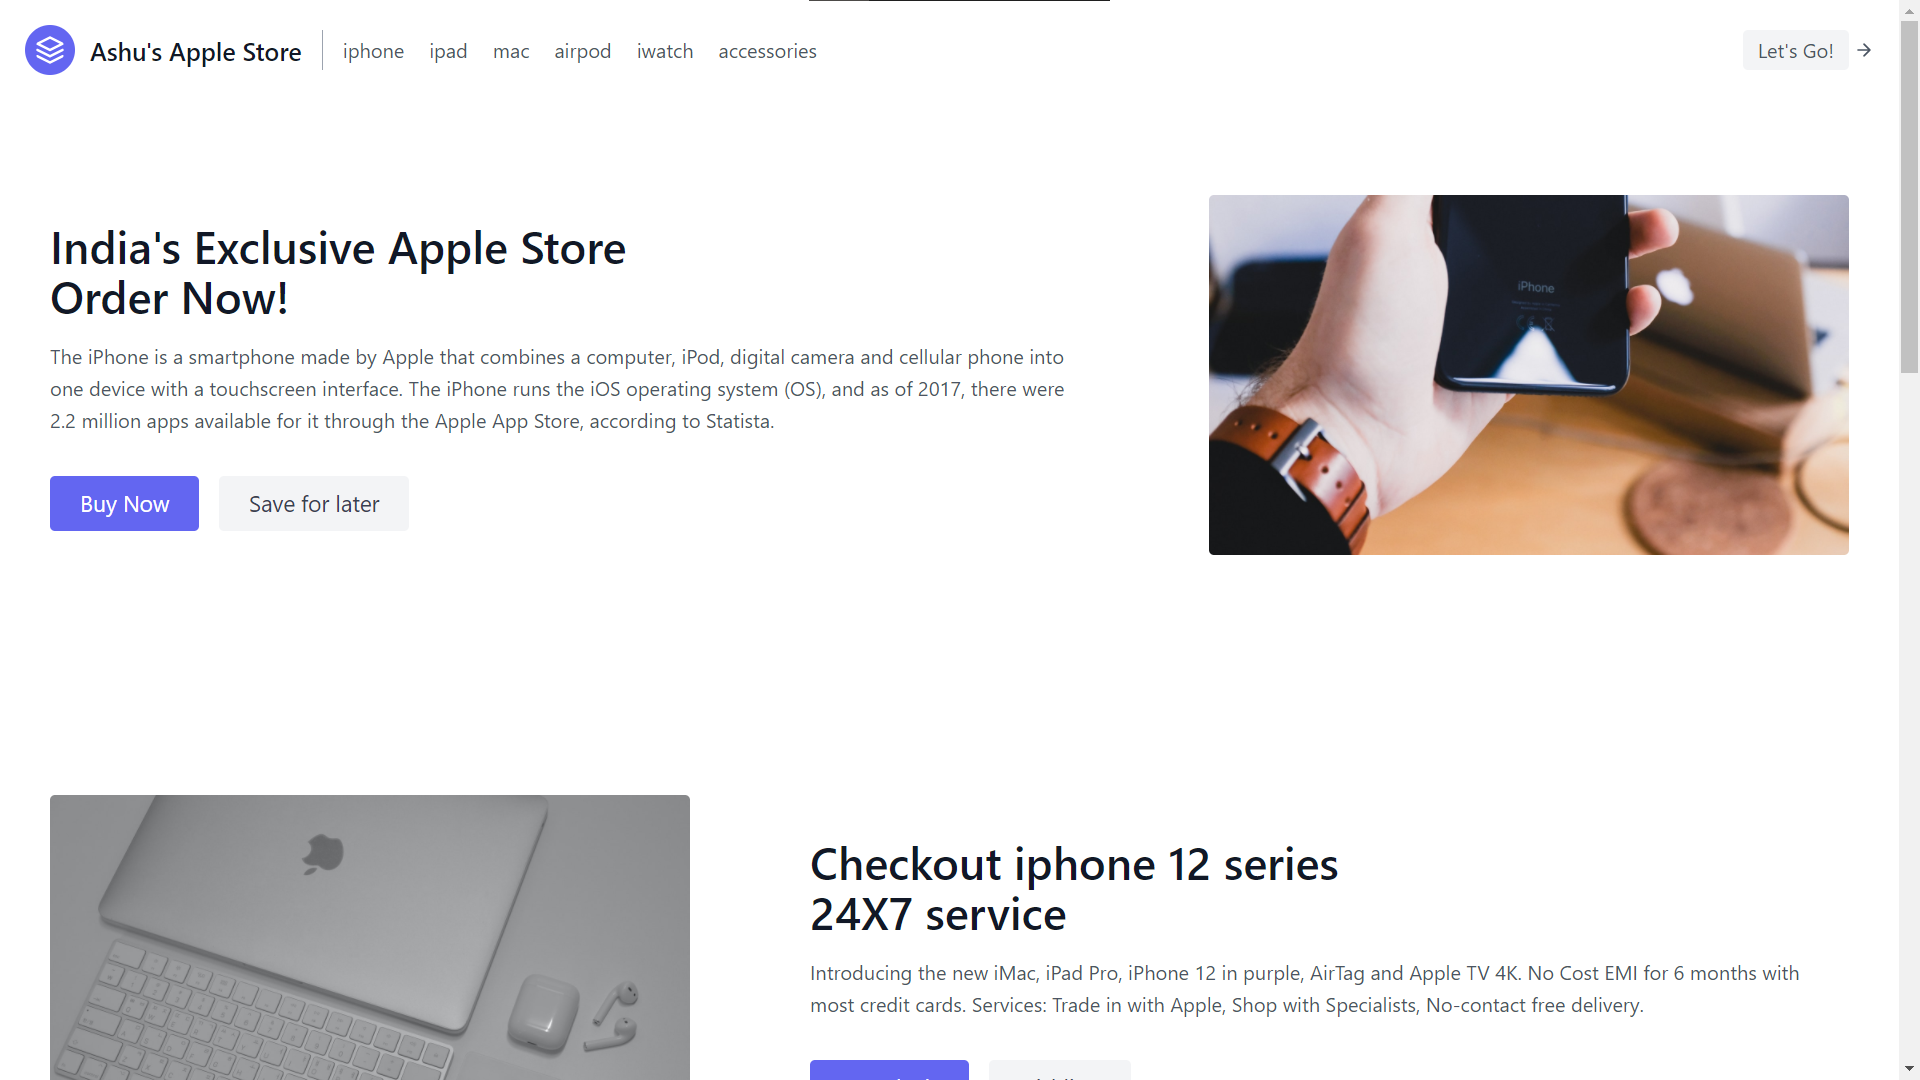 Ashu's Apple Store
iphone ipad mac airpod iwatch accessories
Let's Go!
India's Exclusive Apple Store
Order Now!
The iPhone is a smartphone made by Apple that combines a computer, iPod, digital camera and cellular phone into
one device with a touchscreen interface. The iPhone runs the iOS operating system (OS), and as of 2017, there were
2.2 million apps available for it through the Apple App Store, according to Statista.
Buy Now
Save for later
iPhone
Checkout iphone 12 series
24X7 service
Introducing the new iMac, iPad Pro, iPhone 12 in purple, AirTag and Apple TV 4K. No Cost EMI for 6 months with
most credit cards. Services: Trade in with Apple, Shop with Specialists, No-contact free delivery.